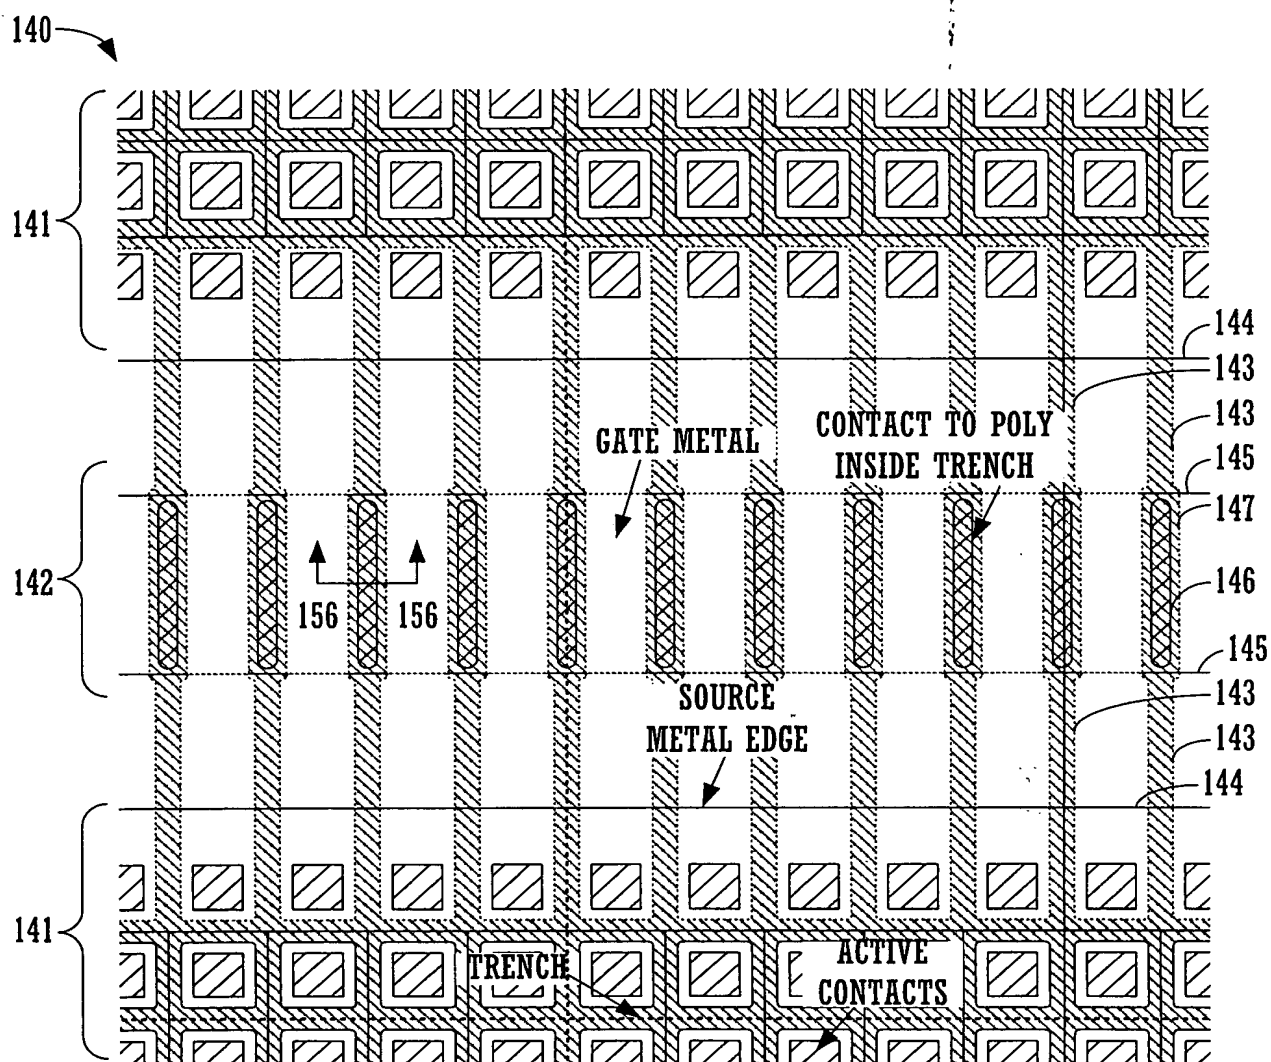 140
141
144
143
143
GATE METAL
CONTACT TO POLY
INSIDE TRENCH
145
147
142
156
156
146
145
SOURCE
METAL EDGE
143
143
144
141
TRENCH
ACTIVE
CONTACTS